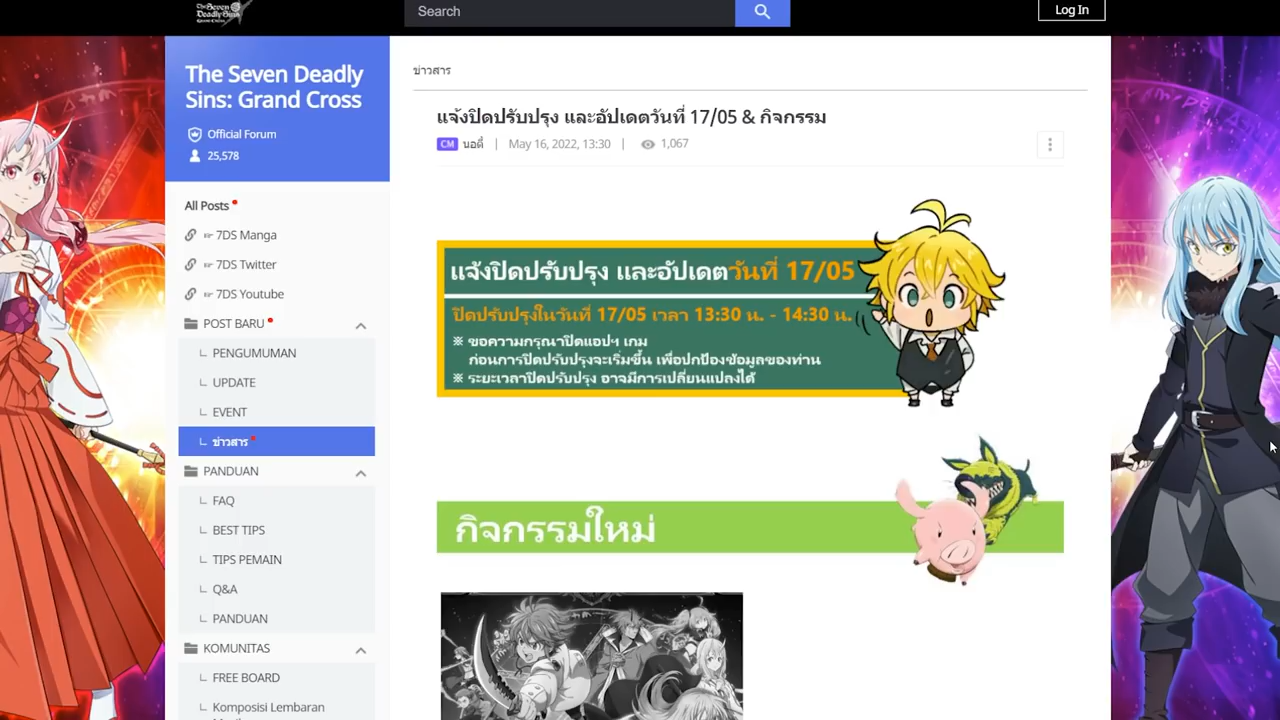 The Seven
Deadly Sins
Grand Cross
Search
Log In
The Seven Deadly
Sins: Grand Cross
Official Forum
25,578
All Posts
☞ 7DS Manga
☞ 7DS Twitter
☞ 7DS Youtube
POST BARU
PENGUMUMAN
UPDATE
EVENT
ข่าวสาร
PANDUAN
FAQ
BEST TIPS
TIPS PEMAIN
Q&A
PANDUAN
KOMUNITAS
FREE BOARD
Komposisi Lembaran
ข่าวสาร
แจ้งปิดปรับปรุง และอัปเดตวันที่ 17/05 & กิจกรรม
CM นอตี้ | May 16, 2022, 13:30 | 1,067
แจ้งปิดปรับปรุง และอัปเดตวันที่ 17/05
ปิดปรับปรุงในวันที่ 17/05 เวลา 13:30 น. - 14:30 น.
※ ขอความกรุณาปิดแอปฯ เกม
ก่อนการปิดปรับปรุงจะเริ่มขึ้น เพื่อปกป้องข้อมูลของท่าน
※ ระยะเวลาปิดปรับปรุง อาจมีการเปลี่ยนแปลงได้
กิจกรรมใหม่